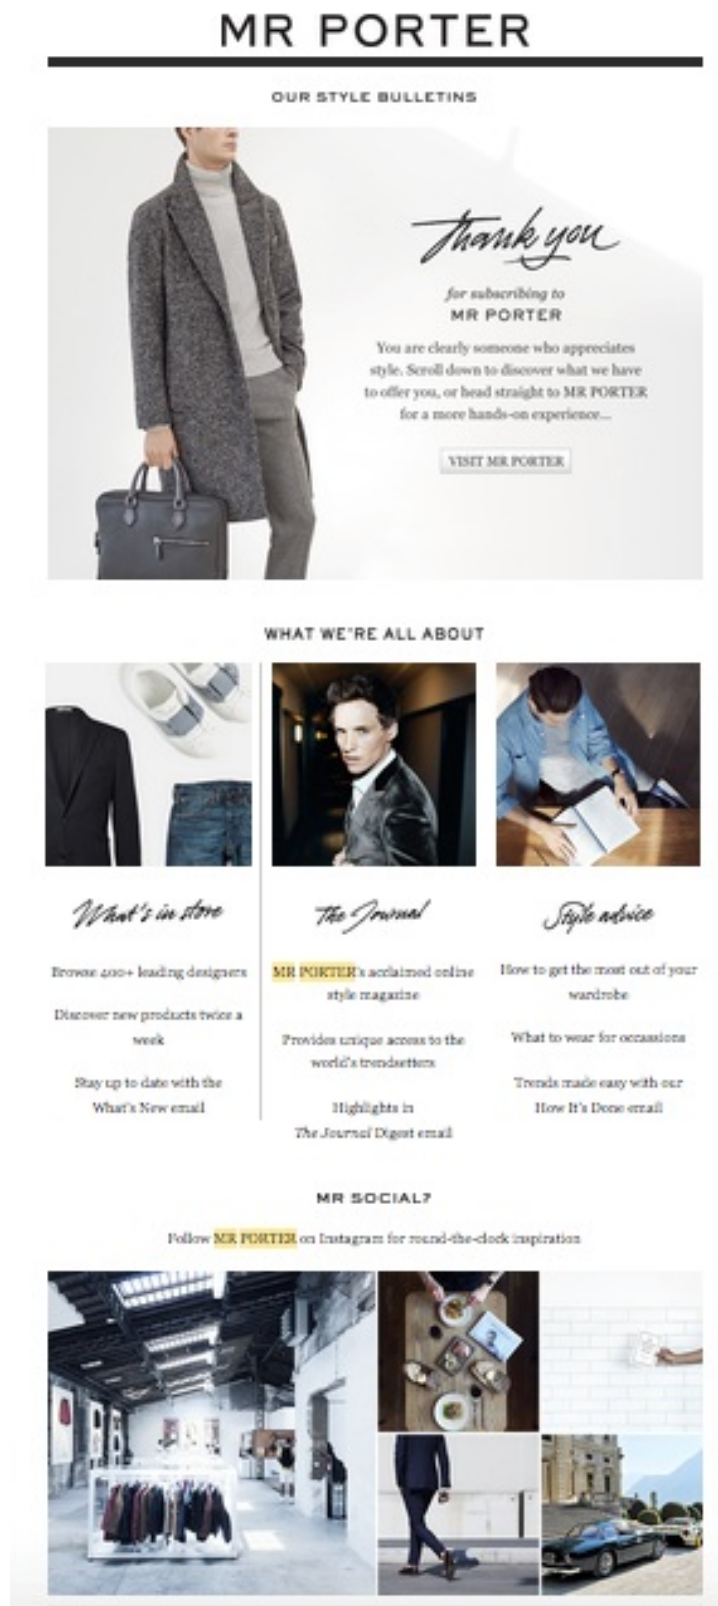 MR PORTER
OUR STYLE BULLETINS
Thank you
for subscribing to
MR PORTER
You are clearly someone who appreciates
style. Scroll down to discover what we have
to offer you, or head straight to MR PORTER
for a more hands-on experience...
VISIT MR PORTER
WHAT WE'RE ALL ABOUT
What's in store
Browse 400+ leading designers
Discover new products twice a
week
Stay up to date with the
What's New email
The Journal
MR PORTER's acclaimed online
style magazine
Provides unique access to the
world's trendsetters
Highlights in
The Journal Digest email
Style advice
How to get the most out of your
wardrobe
What to wear for occassions
Trends made easy with our
How It's Done email
MR SOCIAL?
Follow MR PORTER on Instagram for round-the-clock inspiration